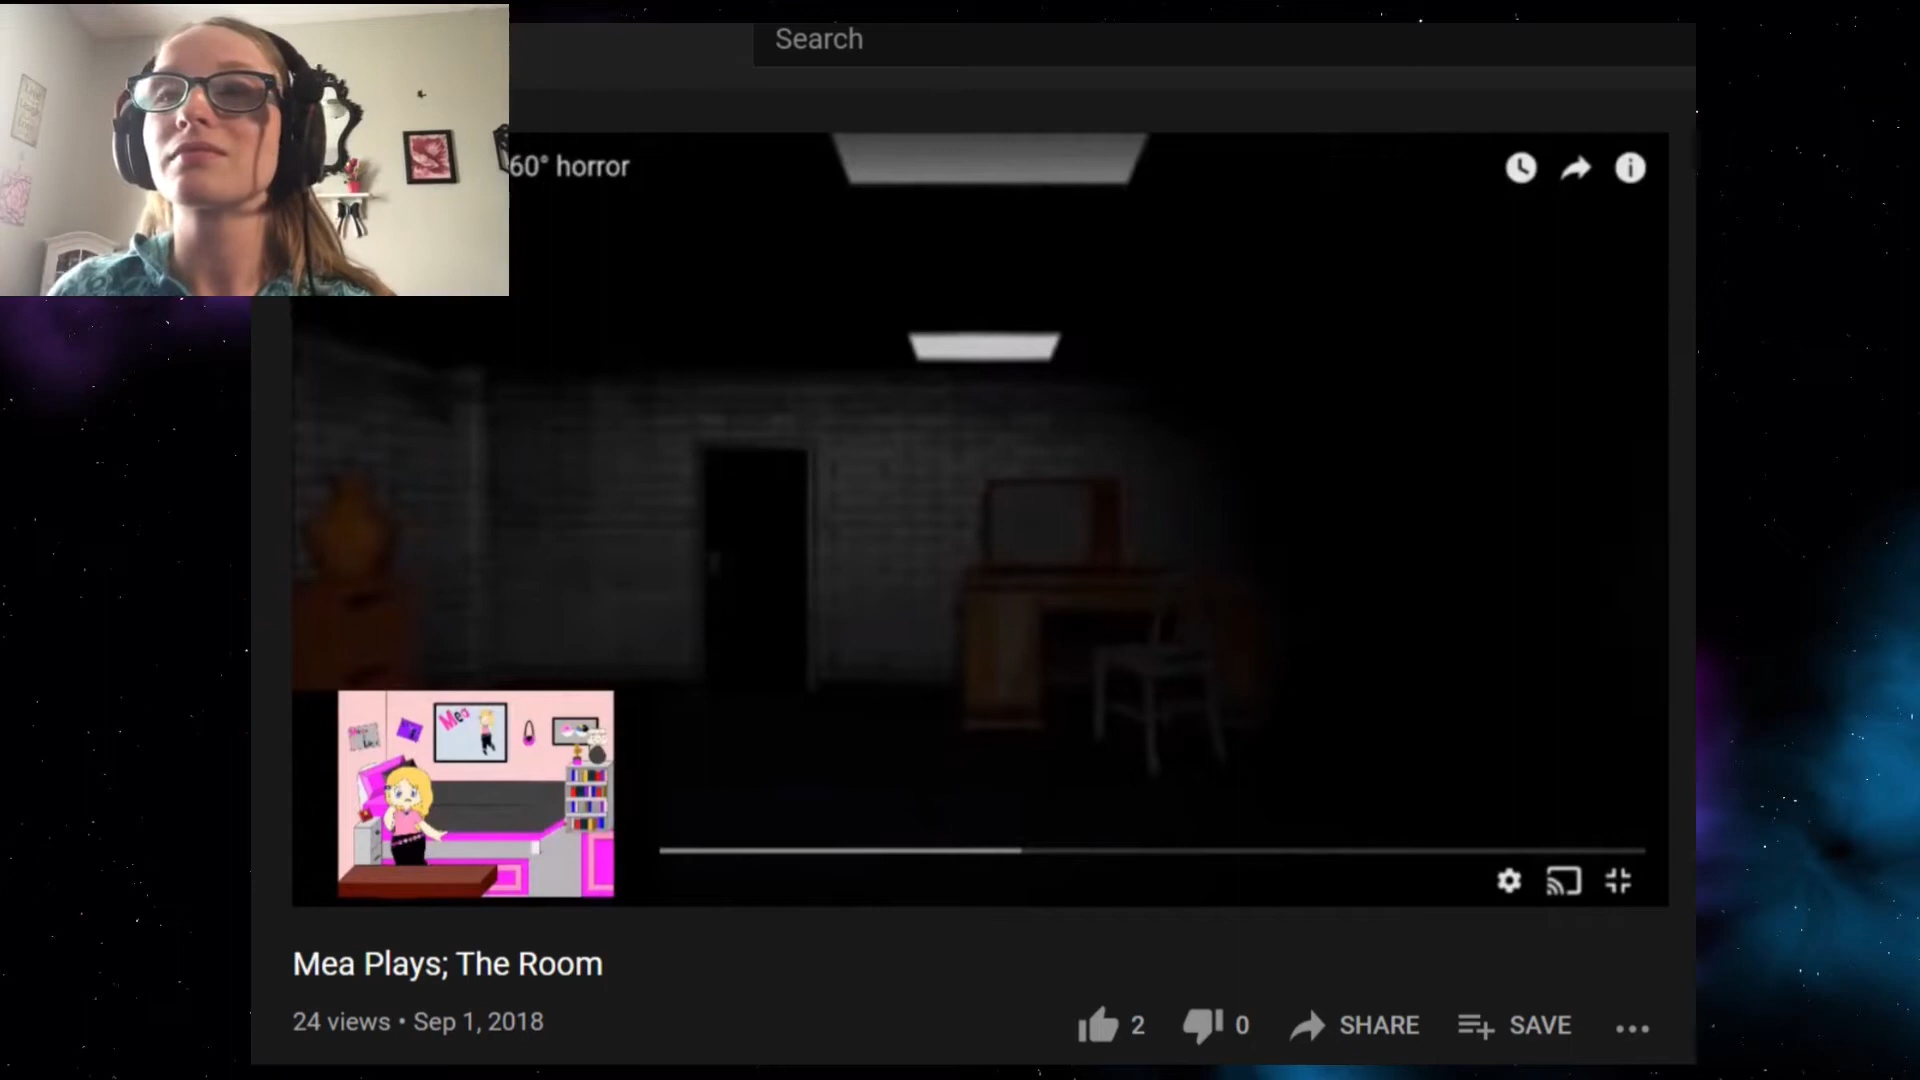 Search
60° horror
Mea
Mea Plays; The Room
24 views • Sep 1, 2018
2
0
SHARE
SAVE